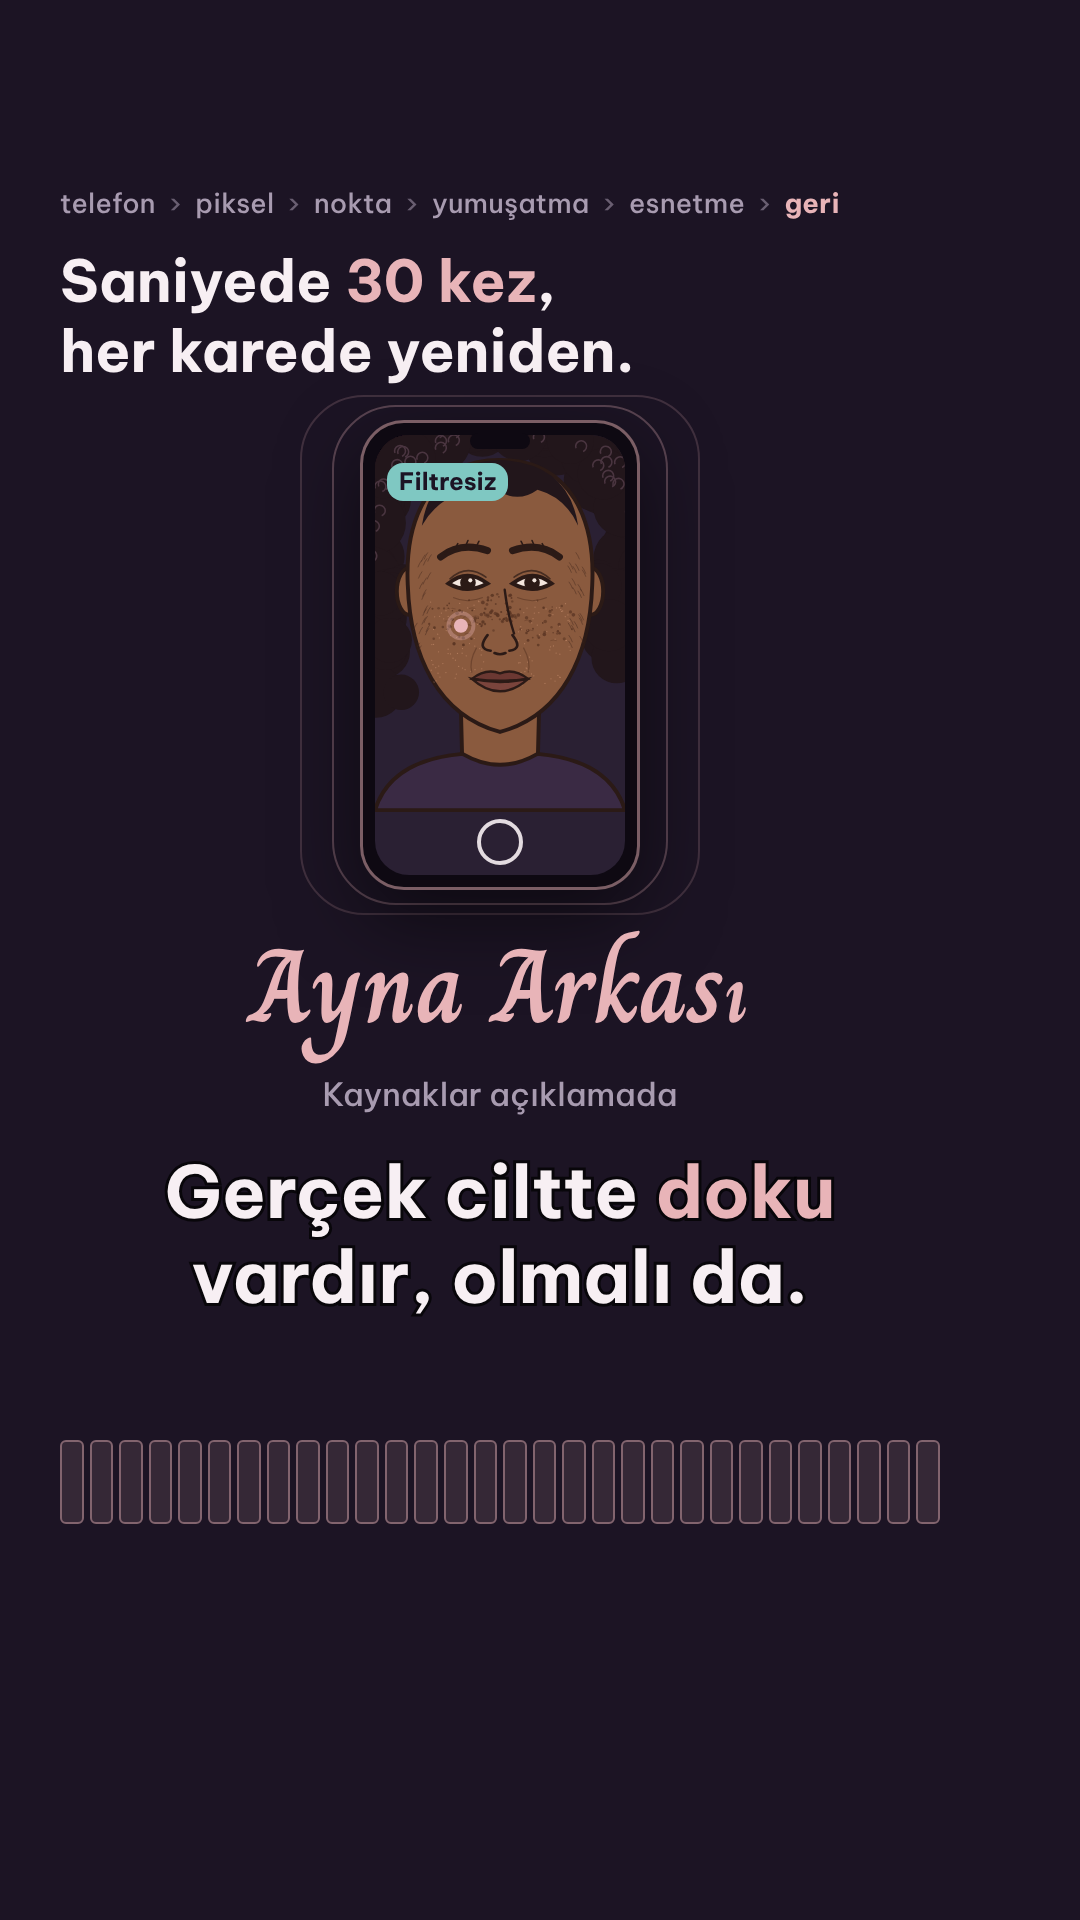 telefon > piksel > nokta > yumuşatma > esnetme > geri
Saniyede 30 kez,
her karede yeniden.
Filtresiz
Ayna Arkası
Kaynaklar açıklamada
Gerçek ciltte doku
vardır, olmalı da.